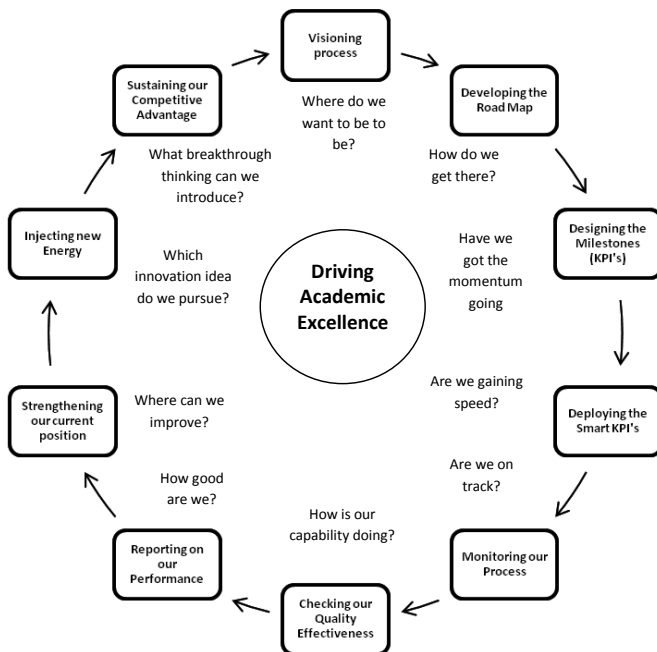 Visioning
process
Developing the
Road Map
Designing the
Milestones
(KPI's)
Deploying the
Smart KPI's
Monitoring our
Process
Checking our
Quality
Effectiveness
Reporting on
our
Performance
Strengthening
our current
position
Injecting new
Energy
Sustaining our
Competitive
Advantage
Where do we
want to be to
be?
How do we
get there?
Have we
got the
momentum
going
Are we gaining
speed?
Are we on
track?
How is our
capability doing?
How good
are we?
Where can we
improve?
Which
innovation idea
do we pursue?
What breakthrough
thinking can we
introduce?
Driving
Academic
Excellence